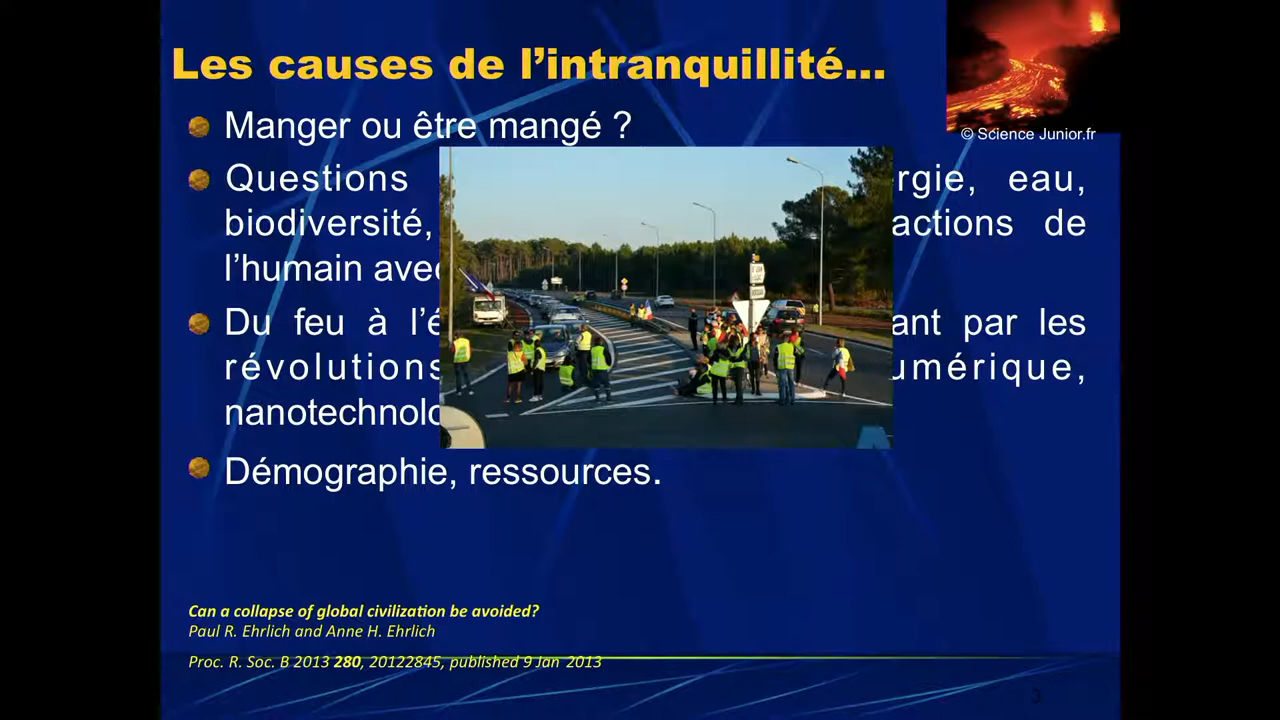 Les causes de l’intranquillité...
© Science Junior.fr
Manger ou être mangé ?
Questions rgie, eau,
biodiversité, actions de
l’humain avec
Du feu à l’é ant par les
révolutions umérique,
nanotechnolo
Démographie, ressources.
Can a collapse of global civilization be avoided?
Paul R. Ehrlich and Anne H. Ehrlich
Proc. R. Soc. B 2013 280, 20122845, published 9 Jan 2013
3